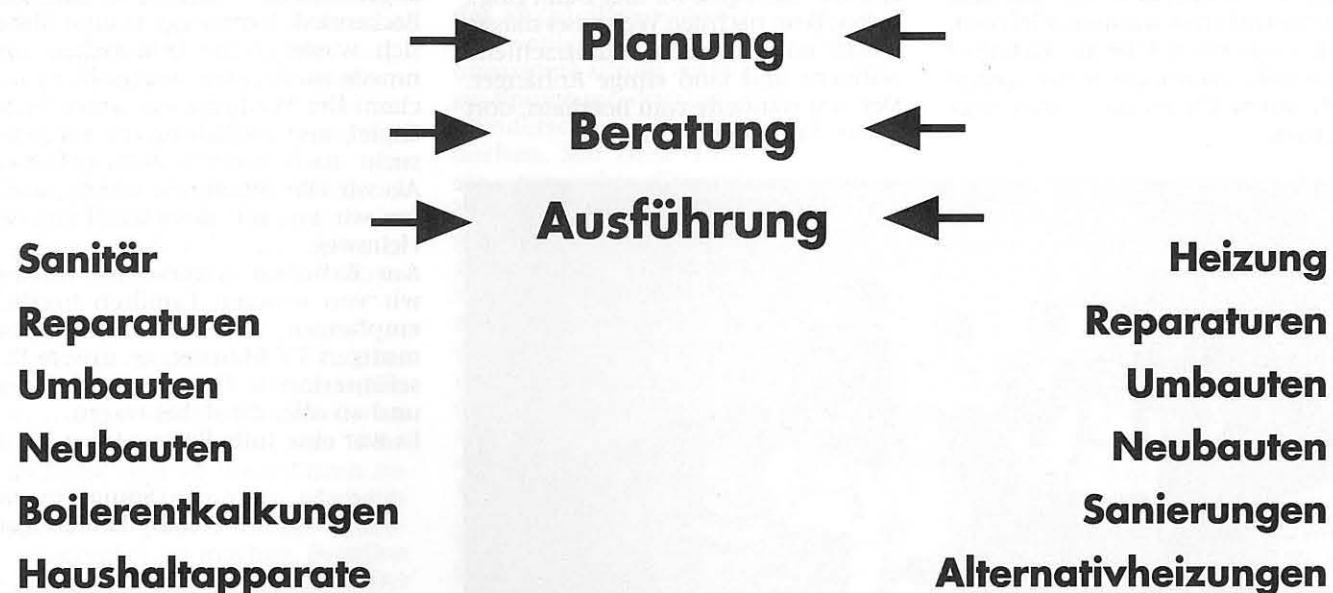 Planung
Beratung
Ausführung
Sanitär
Reparaturen
Umbauten
Neubauten
Boilerentkalkungen
Haushaltapparate
Heizung
Reparaturen
Umbauten
Neubauten
Sanierungen
Alternativheizungen